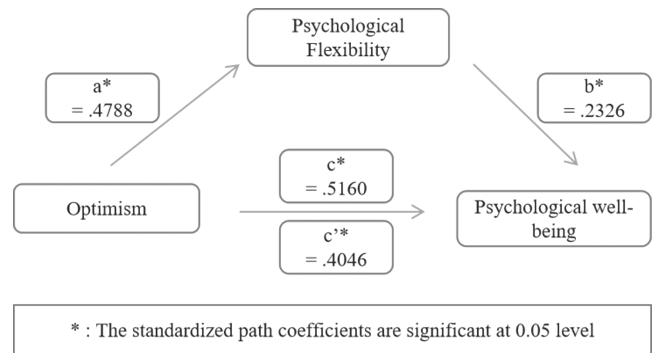 Psychological
Flexibility
a*
= .4788
b*
= .2326
c*
= .5160
Optimism
Psychological well-
being
c’*
= .4046
* : The standardized path coefficients are significant at 0.05 level